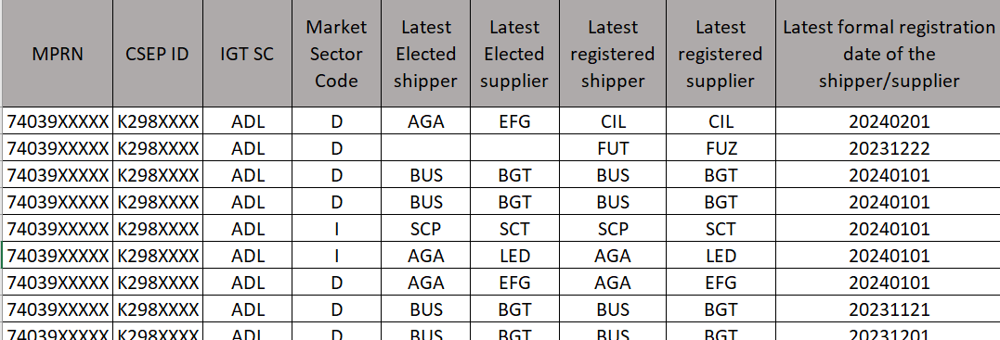 MPRN CSEP ID IGT SC Market Sector Code Latest Elected shipper Latest Elected supplier Latest registered shipper Latest registered supplier Latest formal registration date of the shipper/supplier
74039XXXXX K298XXXX ADL D AGA EFG CIL CIL 20240201
74039XXXXX K298XXXX ADL D FUT FUZ 20231222
74039XXXXX K298XXXX ADL D BUS BGT BUS BGT 20240101
74039XXXXX K298XXXX ADL D BUS BGT BUS BGT 20240101
74039XXXXX K298XXXX ADL I SCP SCT SCP SCT 20240101
74039XXXXX K298XXXX ADL I AGA LED AGA LED 20240101
74039XXXXX K298XXXX ADL D AGA EFG AGA EFG 20240101
74039XXXXX K298XXXX ADL D BUS BGT BUS BGT 20231121
74039XXXXX K298XXXX ADL D BUS BGT BUS BGT 20231201